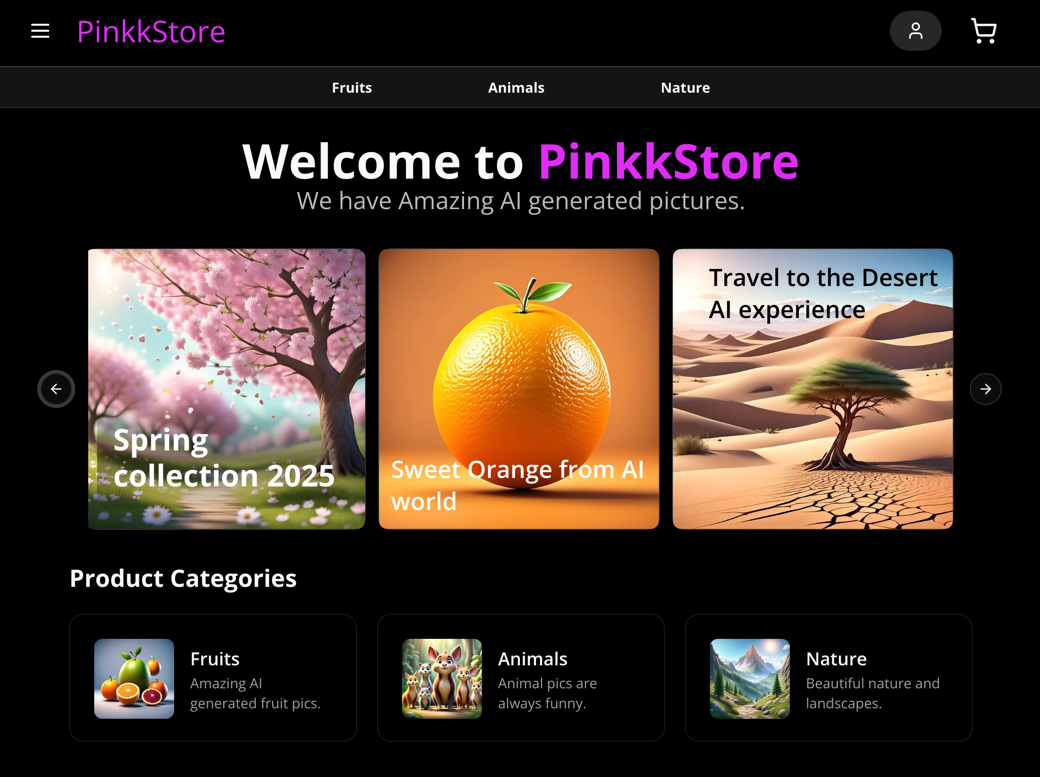 PinkkStore
Fruits
Animals
Nature
Welcome to PinkkStore
We have Amazing AI generated pictures.
Spring
collection 2025
Sweet Orange from AI
world
Travel to the Desert
AI experience
Product Categories
Fruits
Amazing AI
generated fruit pics.
Animals
Animal pics are
always funny.
Nature
Beautiful nature and
landscapes.